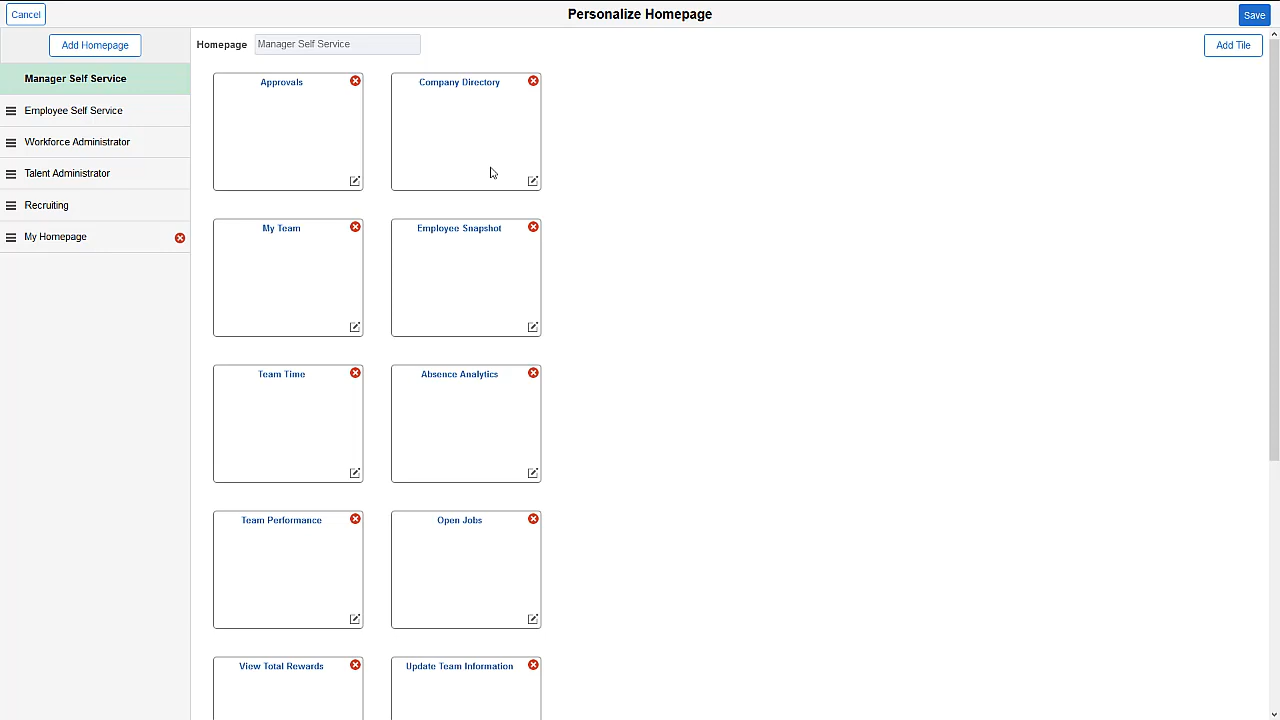 Cancel
Personalize Homepage
Save
Add Homepage
Homepage
Manager Self Service
Add Tile
Manager Self Service
Employee Self Service
Workforce Administrator
Talent Administrator
Recruiting
My Homepage
Approvals
Company Directory
My Team
Employee Snapshot
Team Time
Absence Analytics
Team Performance
Open Jobs
View Total Rewards
Update Team Information